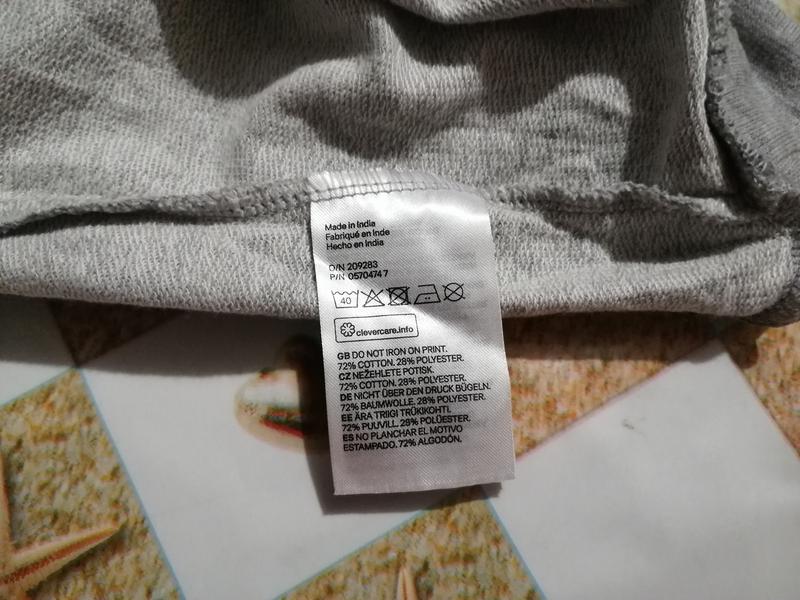 Made in India
Fabriqué en Inde
Hecho en India
O/N 209283
P/N 0570474 7
40
clevercare.info
GB DO NOT IRON ON PRINT.
72% COTTON. 28% POLYESTER.
CZ NEŽEHLETE POTISK.
72% COTTON. 28% POLYESTER.
DE NICHT ÜBER DEN DRUCK BÜGELN.
72% BAUMWOLLE. 28% POLYESTER.
EE ÄRA TRIIGI TRÜKIKOHTI.
72% PUUVILL. 28% POLÜESTER.
ES NO PLANCHAR EL MOTIVO
ESTAMPADO. 72% ALGODÓN.